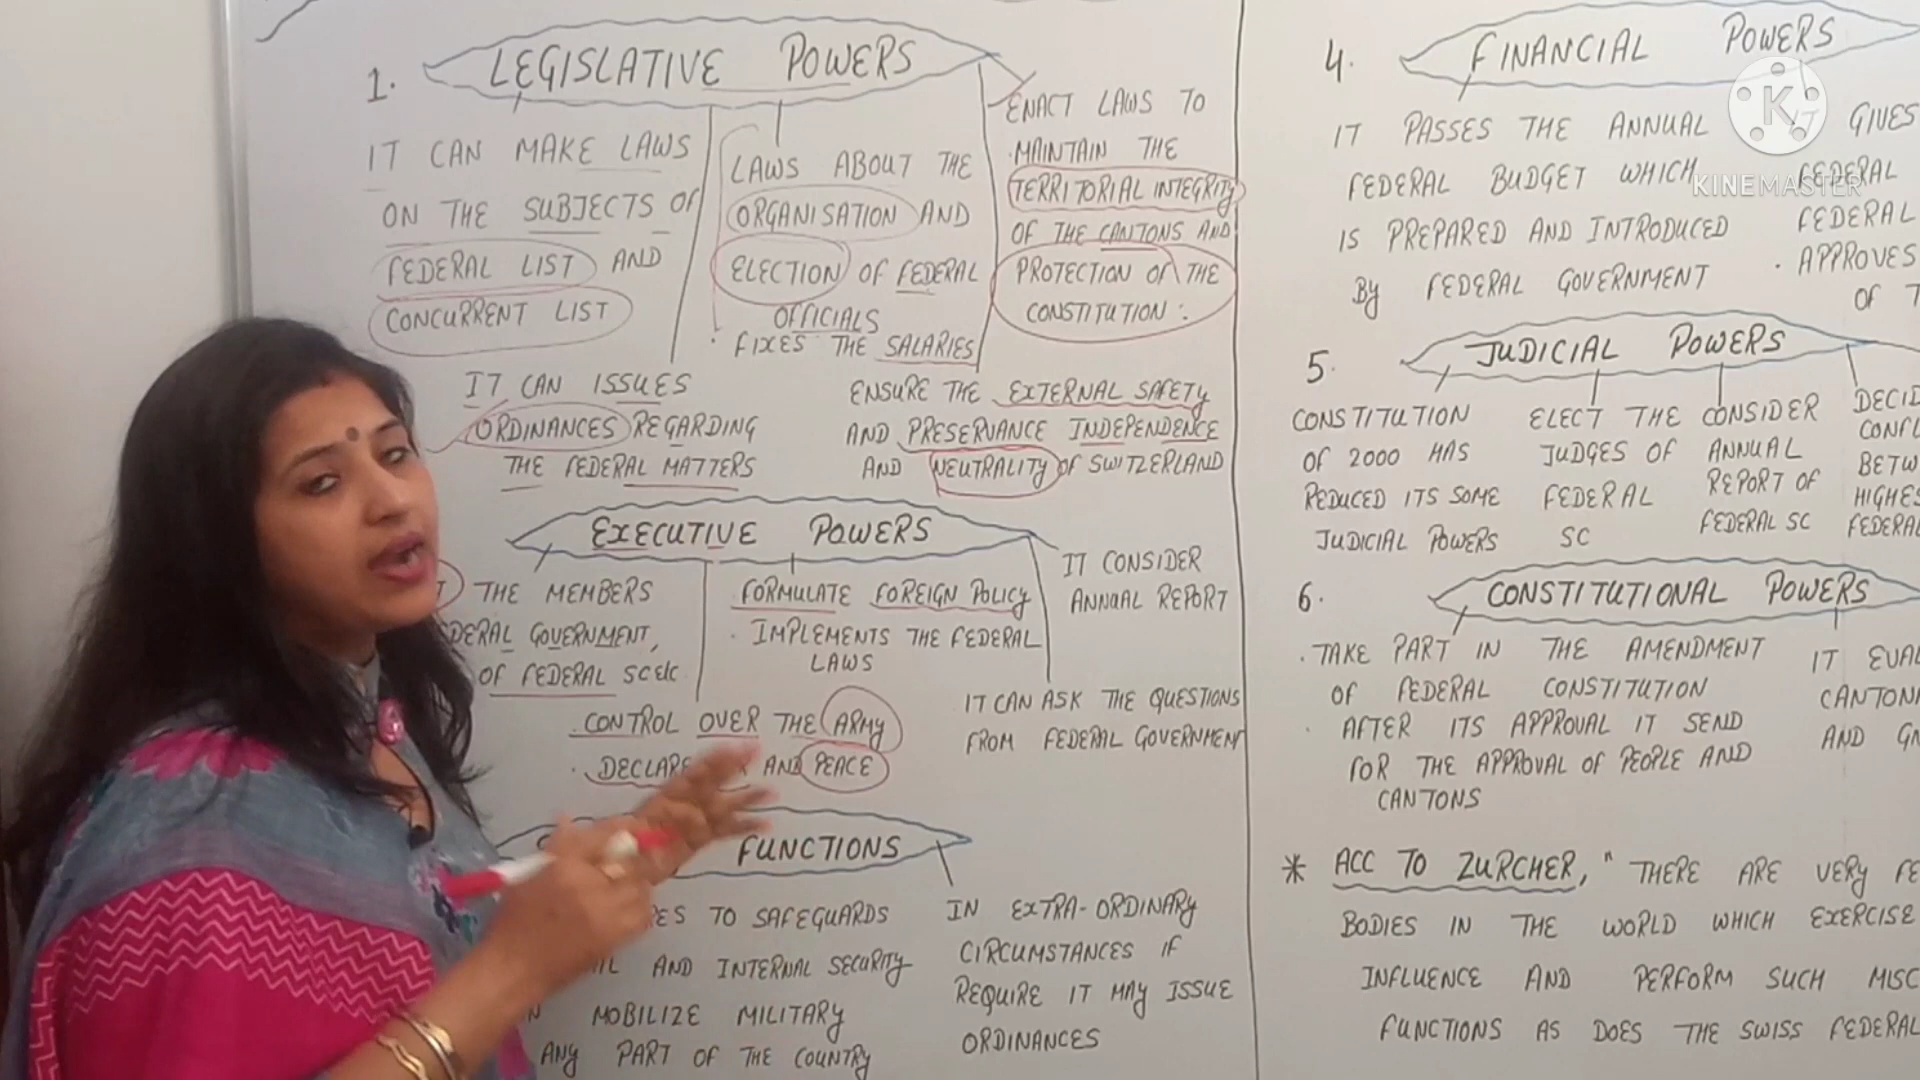 1. LEGISLATIVE POWERS
IT CAN MAKE LAWS
ON THE SUBJECTS OF
FEDERAL LIST AND
CONCURRENT LIST
LAWS ABOUT THE
ORGANISATION AND
ELECTION OF FEDERAL
OFFICIALS
· FIXES THE SALARIES
ENACT LAWS TO
·MAINTAIN THE
TERRITORIAL INTEGRITY
OF THE CANTONS AND
PROTECTION OF THE
CONSTITUTION :
IT CAN ISSUES
ORDINANCES REGARDING
THE FEDERAL MATTERS
ENSURE THE EXTERNAL SAFETY
AND PRESERVANCE INDEPENDENCE
AND NEUTRALITY OF SWITZERLAND
EXECUTIVE POWERS
THE MEMBERS
GOVERNMENT,
OF FEDERAL SC etc
FORMULATE FOREIGN POLICY
· IMPLEMENTS THE FEDERAL
LAWS
IT CONSIDER
ANNUAL REPORT
· CONTROL OVER THE ARMY
· DECLARE AND PEACE
IT CAN ASK THE QUESTIONS
FROM FEDERAL GOVERNMENT
FUNCTIONS
TO SAFEGUARDS
AND INTERNAL SECURITY
MOBILIZE MILITARY
ANY PART OF THE COUNTRY
IN EXTRA-ORDINARY
CIRCUMSTANCES IF
REQUIRE IT MAY ISSUE
ORDINANCES
4. FINANCIAL POWERS
IT PASSES THE ANNUAL
FEDERAL BUDGET WHICH
IS PREPARED AND INTRODUCED
By FEDERAL GOVERNMENT
GIVES
FEDERAL
FEDERAL
· APPROVES
OF
K
KINEMASTER
5. JUDICIAL POWERS
CONSTITUTION
OF 2000 HAS
REDUCED ITS SOME
JUDICIAL POWERS
ELECT THE
JUDGES OF
FEDERAL
SC
CONSIDER
ANNUAL
REPORT OF
FEDERAL SC
6. CONSTITUTIONAL POWERS
· TAKE PART IN THE AMENDMENT
OF FEDERAL CONSTITUTION
· AFTER ITS APPROVAL IT SEND
FOR THE APPROVAL OF PEOPLE AND
CANTONS
IT
AND
* ACC TO ZURCHER, " THERE ARE VERY
BODIES IN THE WORLD WHICH EXERCISE
INFLUENCE AND PERFORM SUCH
FUNCTIONS AS DOES THE SWISS FEDERAL